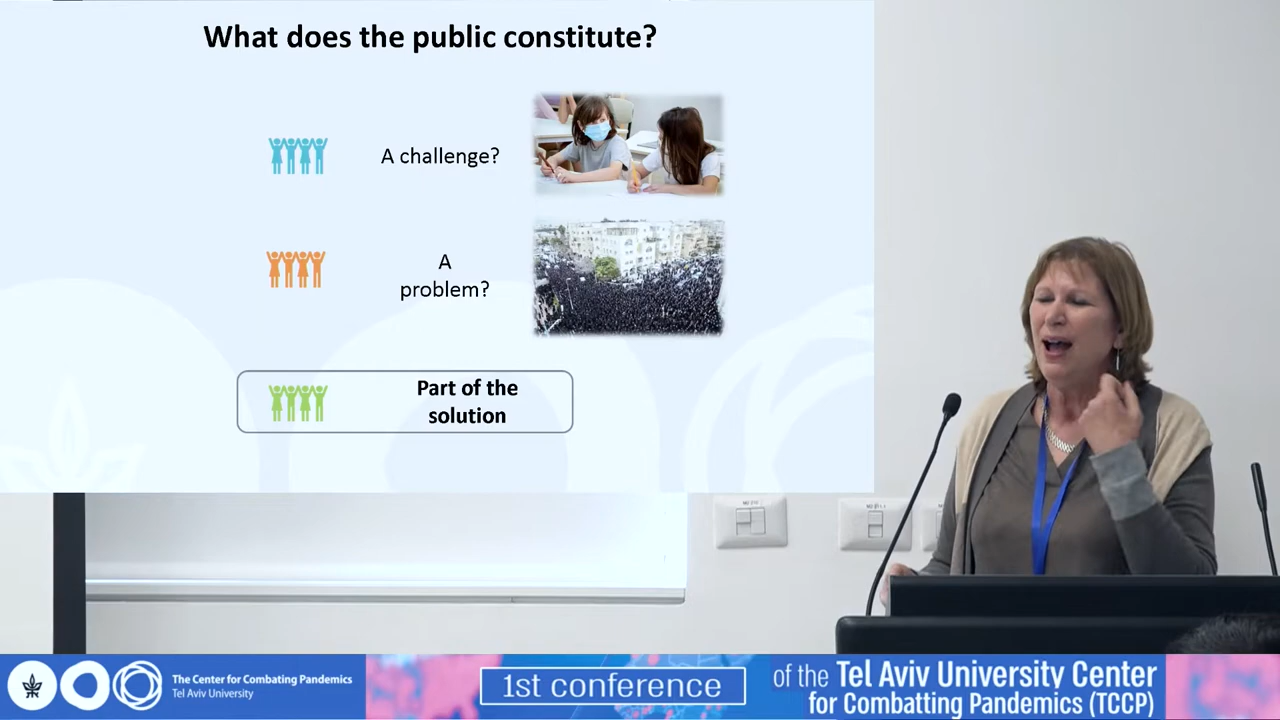 What does the public constitute?
A challenge?
A
problem?
Part of the
solution
The Center for Combating Pandemics
Tel Aviv University
1st conference
of the Tel Aviv University Center
for Combatting Pandemics (TCCP)